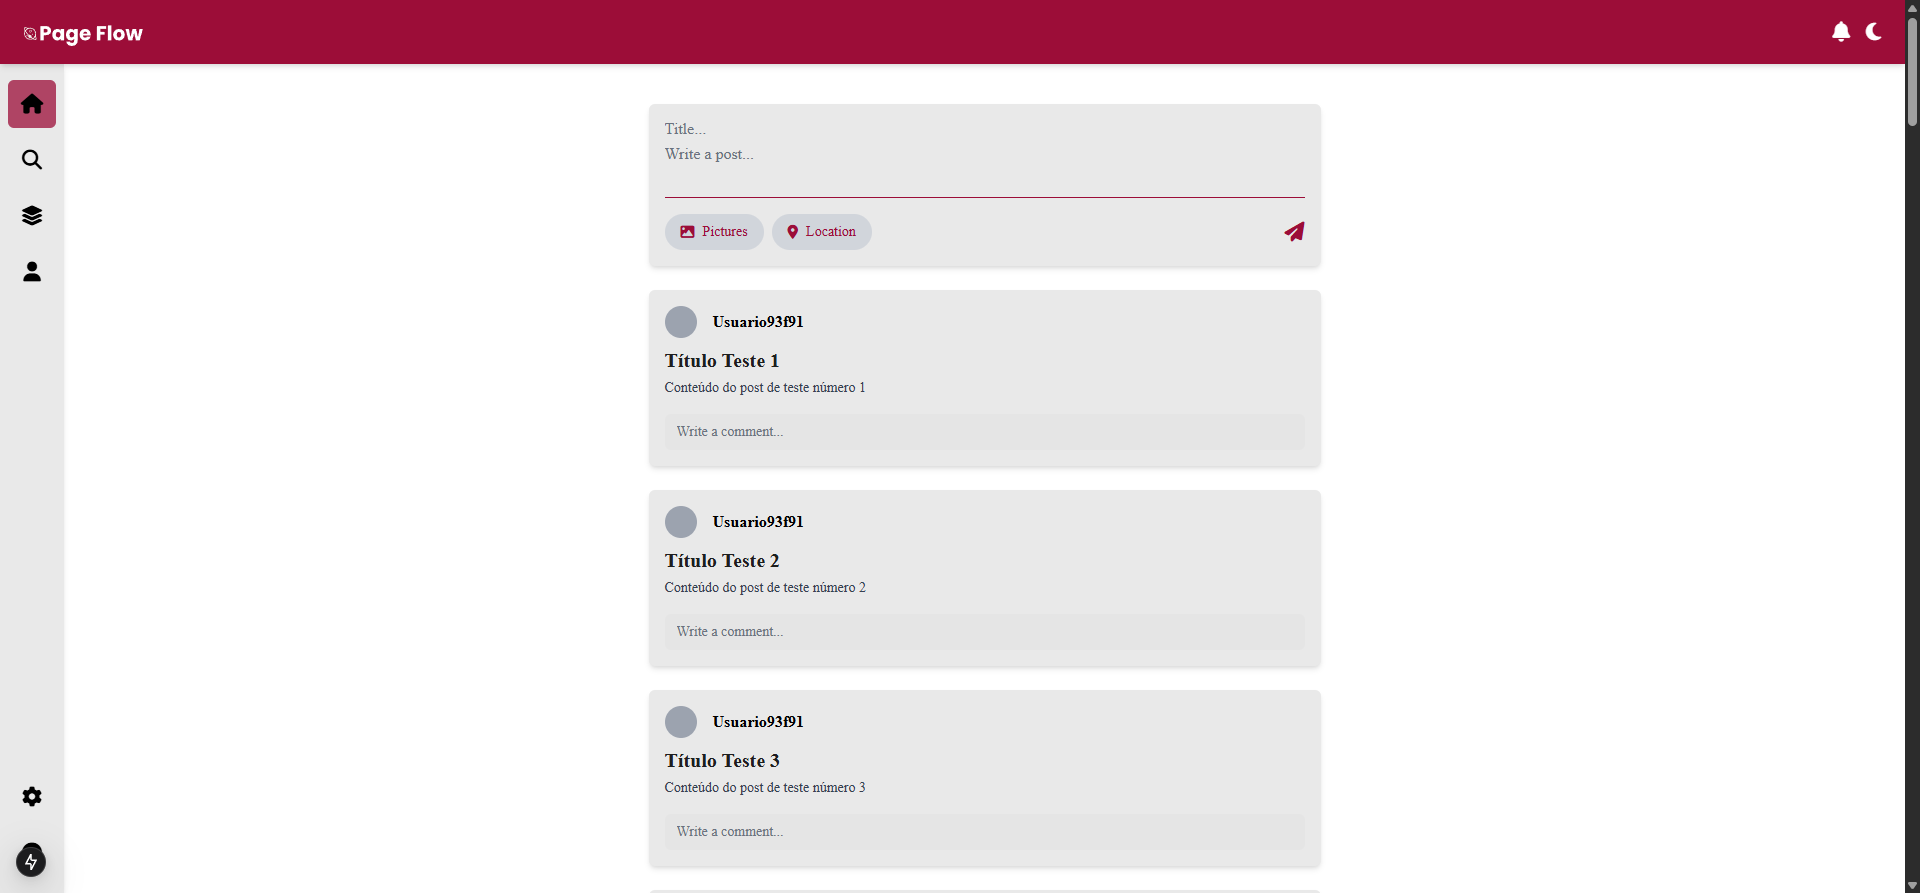 Page Flow
Title...
Write a post...
Pictures
Location
Usuario93f91
Título Teste 1
Conteúdo do post de teste número 1
Write a comment...
Usuario93f91
Título Teste 2
Conteúdo do post de teste número 2
Write a comment...
Usuario93f91
Título Teste 3
Conteúdo do post de teste número 3
Write a comment...